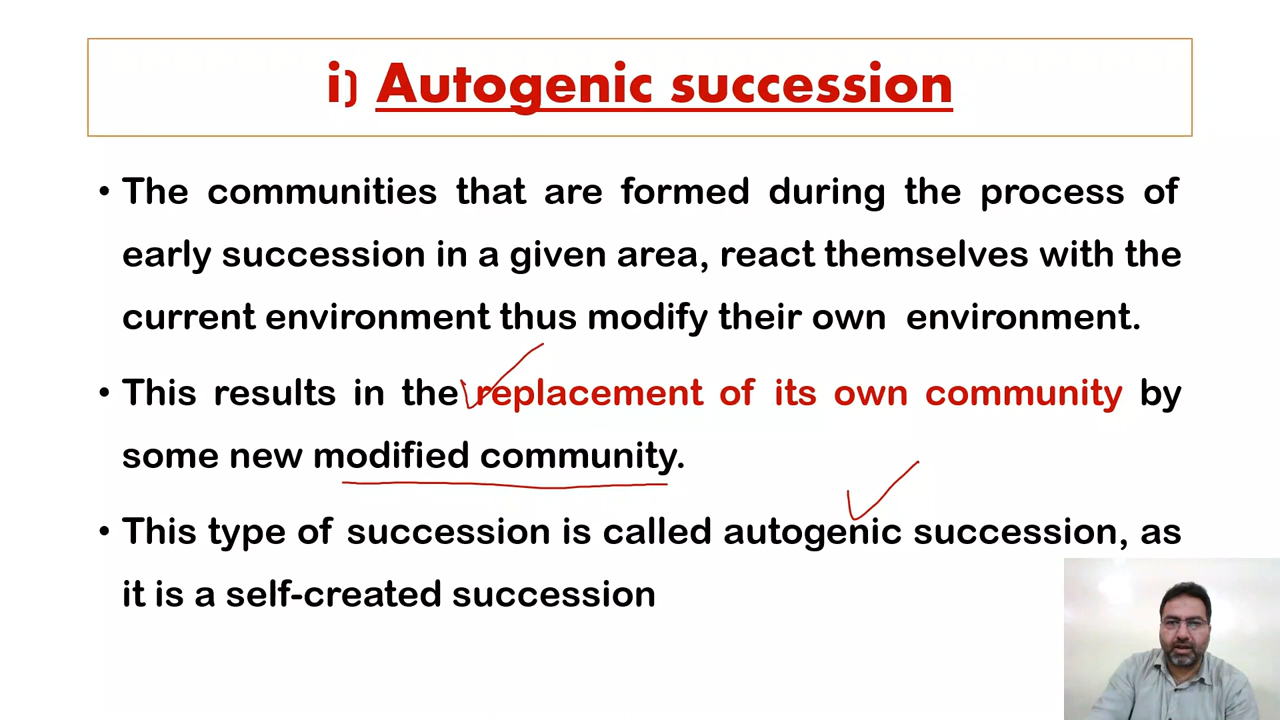 i) Autogenic succession
• The communities that are formed during the process of
early succession in a given area, react themselves with the
current environment thus modify their own environment.
• This results in the replacement of its own community by
some new modified community.
• This type of succession is called autogenic succession, as
it is a self-created succession